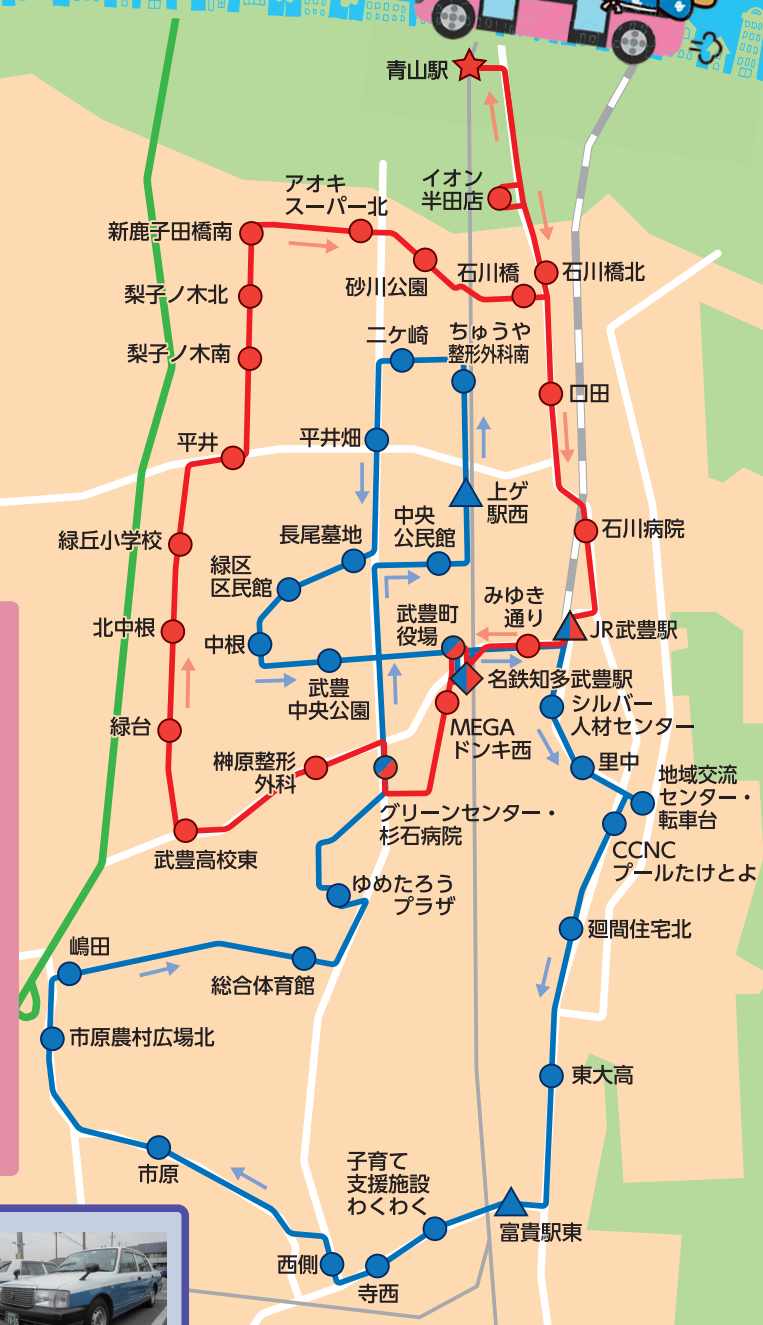 青山駅
イオン
半田店
アオキ
スーパー北
新鹿子田橋南
砂川公園
石川橋
石川橋北
梨子ノ木北
二ケ崎
ちゅうや
整形外科南
梨子ノ木南
口田
平井
平井畑
上ゲ
駅西
中央
公民館
長尾墓地
石川病院
緑丘小学校
緑区
区民館
みゆき
通り
武豊町
役場
JR武豊駅
北中根
中根
武豊
中央公園
名鉄知多武豊駅
シルバー
人材センター
MEGA
ドンキ西
緑台
榊原整形
外科
里中
地域交流
センター・
転車台
グリーンセンター・
杉石病院
武豊高校東
CCNC
プールたけとよ
ゆめたろう
プラザ
廻間住宅北
嶋田
総合体育館
市原農村広場北
東大高
市原
子育て
支援施設
わくわく
富貴駅東
西側
寺西